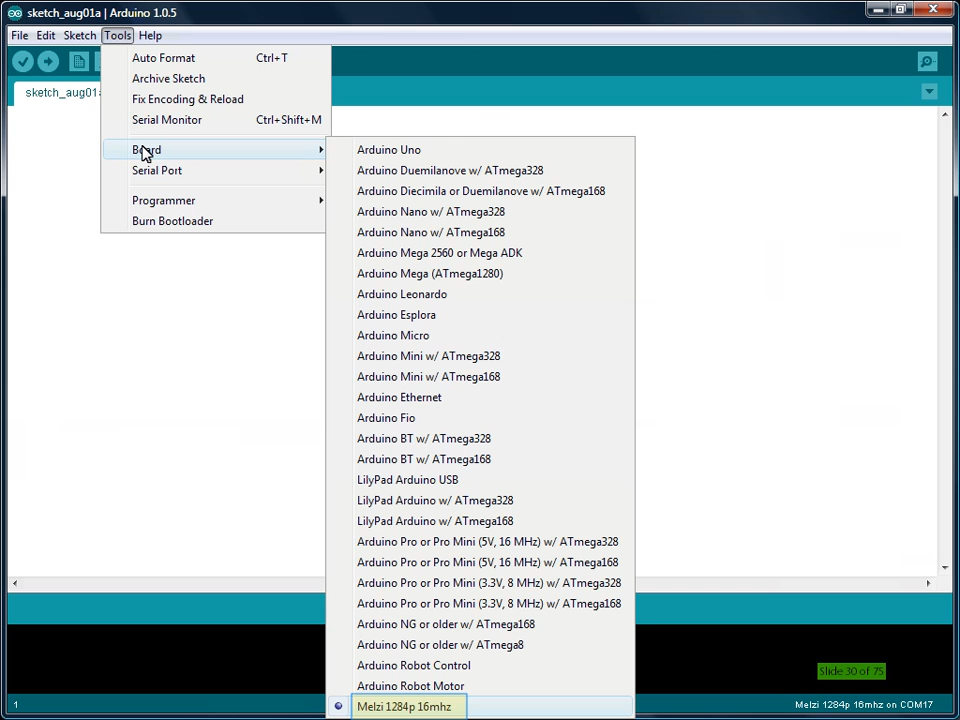 sketch_aug01a | Arduino 1.0.5
File Edit Sketch Tools Help
sketch_aug01a
Auto Format Ctrl+T
Archive Sketch
Fix Encoding & Reload
Serial Monitor Ctrl+Shift+M
Board
Serial Port
Programmer
Burn Bootloader
Arduino Uno
Arduino Duemilanove w/ ATmega328
Arduino Diecimila or Duemilanove w/ ATmega168
Arduino Nano w/ ATmega328
Arduino Nano w/ ATmega168
Arduino Mega 2560 or Mega ADK
Arduino Mega (ATmega1280)
Arduino Leonardo
Arduino Esplora
Arduino Micro
Arduino Mini w/ ATmega328
Arduino Mini w/ ATmega168
Arduino Ethernet
Arduino Fio
Arduino BT w/ ATmega328
Arduino BT w/ ATmega168
LilyPad Arduino USB
LilyPad Arduino w/ ATmega328
LilyPad Arduino w/ ATmega168
Arduino Pro or Pro Mini (5V, 16 MHz) w/ ATmega328
Arduino Pro or Pro Mini (5V, 16 MHz) w/ ATmega168
Arduino Pro or Pro Mini (3.3V, 8 MHz) w/ ATmega328
Arduino Pro or Pro Mini (3.3V, 8 MHz) w/ ATmega168
Arduino NG or older w/ ATmega168
Arduino NG or older w/ ATmega8
Arduino Robot Control
Arduino Robot Motor
Melzi 1284p 16mhz
Slide 30 of 75
1
Melzi 1284p 16mhz on COM17